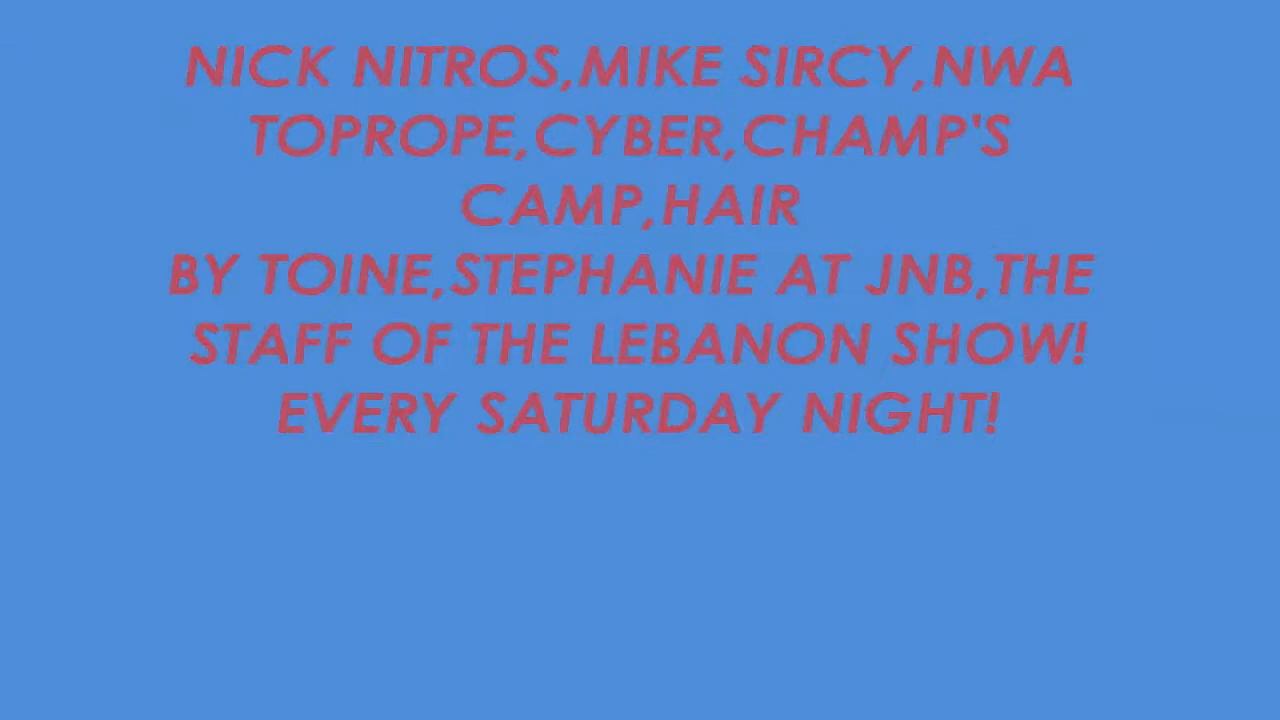 NICK NITROS,MIKE SIRCY,NWA
TOPROPE,CYBER,CHAMP'S
CAMP,HAIR
BY TOINE,STEPHANIE AT JNB,THE
STAFF OF THE LEBANON SHOW!
EVERY SATURDAY NIGHT!